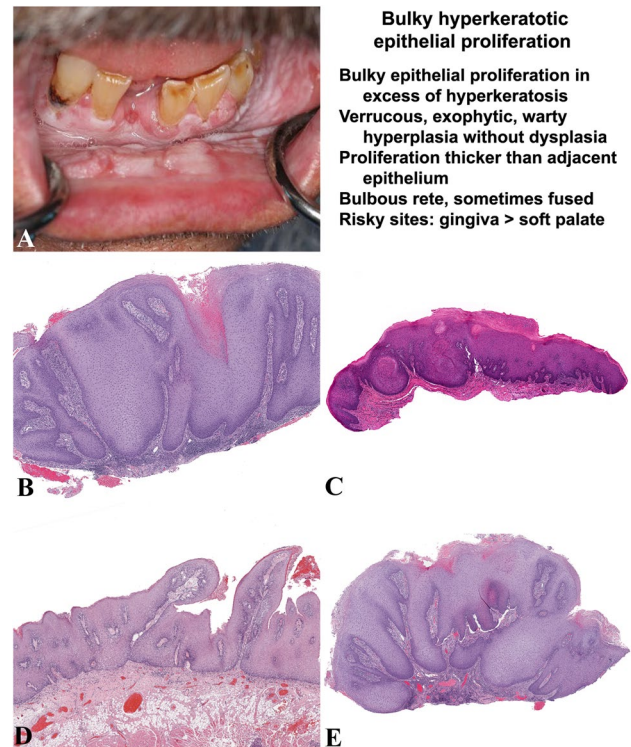 Bulky hyperkeratotic
epithelial proliferation
Bulky epithelial proliferation in
excess of hyperkeratosis
Verrucous, exophytic, warty
hyperplasia without dysplasia
Proliferation thicker than adjacent
epithelium
Bulbous rete, sometimes fused
Risky sites: gingiva > soft palate
A
B
C
D
E